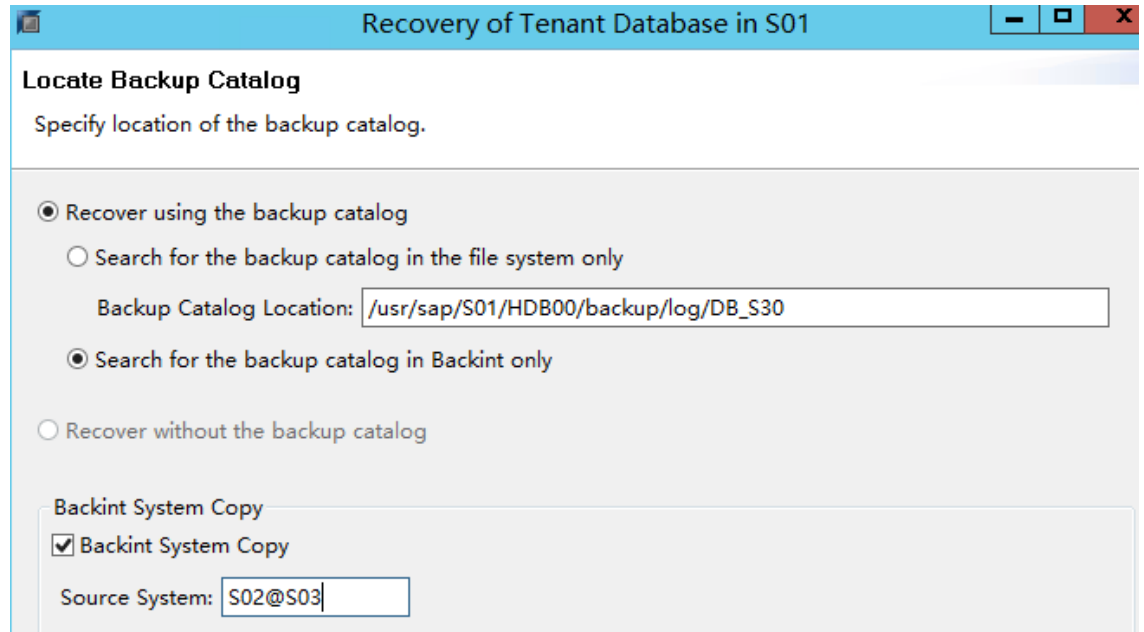 Recovery of Tenant Database in S01
Locate Backup Catalog
Specify location of the backup catalog.
Recover using the backup catalog
Search for the backup catalog in the file system only
Backup Catalog Location: /usr/sap/S01/HDB00/backup/log/DB_S30
Search for the backup catalog in Backint only
Recover without the backup catalog
Backint System Copy
Backint System Copy
Source System: S02@S03